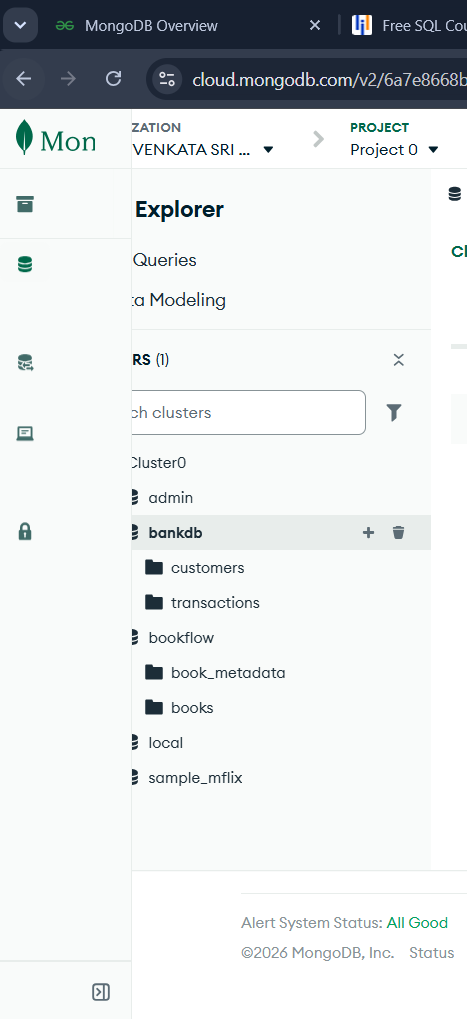 MongoDB Overview
Free SQL Cou
cloud.mongodb.com/v2/6a7e8668b
Mon
ZATION
VENKATA SRI ...
PROJECT
Project 0
Explorer
Queries
ta Modeling
RS (1)
ch clusters
Cluster0
admin
bankdb
customers
transactions
bookflow
book_metadata
books
local
sample_mflix
Cl
Alert System Status: All Good
©2026 MongoDB, Inc. Status